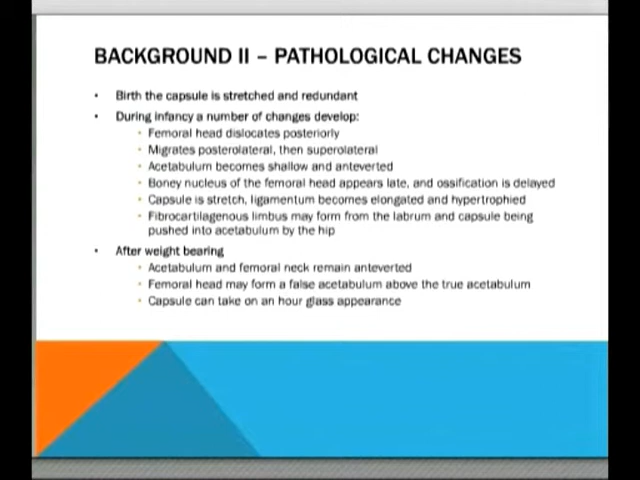 BACKGROUND II – PATHOLOGICAL CHANGES
• Birth the capsule is stretched and redundant
• During infancy a number of changes develop:
• Femoral head dislocates posteriorly
• Migrates posterolateral, then superolateral
• Acetabulum becomes shallow and anteverted
• Boney nucleus of the femoral head appears late, and ossification is delayed
• Capsule is stretch, ligamentum becomes elongated and hypertrophied
• Fibrocartilagenous limbus may form from the labrum and capsule being
pushed into acetabulum by the hip
• After weight bearing
• Acetabulum and femoral neck remain anteverted
• Femoral head may form a false acetabulum above the true acetabulum
• Capsule can take on an hour glass appearance